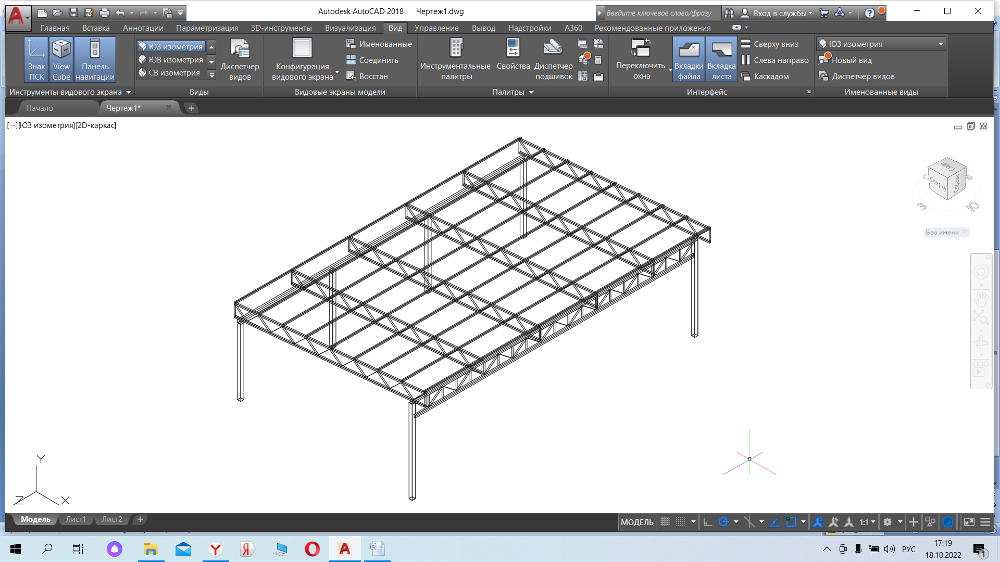 Autodesk AutoCAD 2018 Чертеж1.dwg
Введите ключевое слово/фразу
Вход в службы
Главная Вставка Аннотации Параметризация 3D-инструменты Визуализация Вид Управление Вывод Надстройки A360 Рекомендованные приложения
Знак ПСК
View Cube
Панель навигации
Инструменты видового экрана
ЮЗ изометрия
ЮВ изометрия
СВ изометрия
Диспетчер видов
Виды
Конфигурация видового экрана
Именованные
Соединить
Восстан
Видовые экраны модели
Инструментальные палитры
Свойства
Диспетчер подшивок
Палитры
Переключить окна
Вкладки файла
Вкладка листа
Сверху вниз
Слева направо
Каскадом
Интерфейс
ЮЗ изометрия
Новый вид
Диспетчер видов
Именованные виды
Начало Чертеж1*
[−][ЮЗ изометрия][2D-каркас]
Сзади
Сверху
Справа
З
Ю
Без имени
Y
Z
X
Модель Лист1 Лист2
МОДЕЛЬ
1:1
РУС
17:19
18.10.2022
1